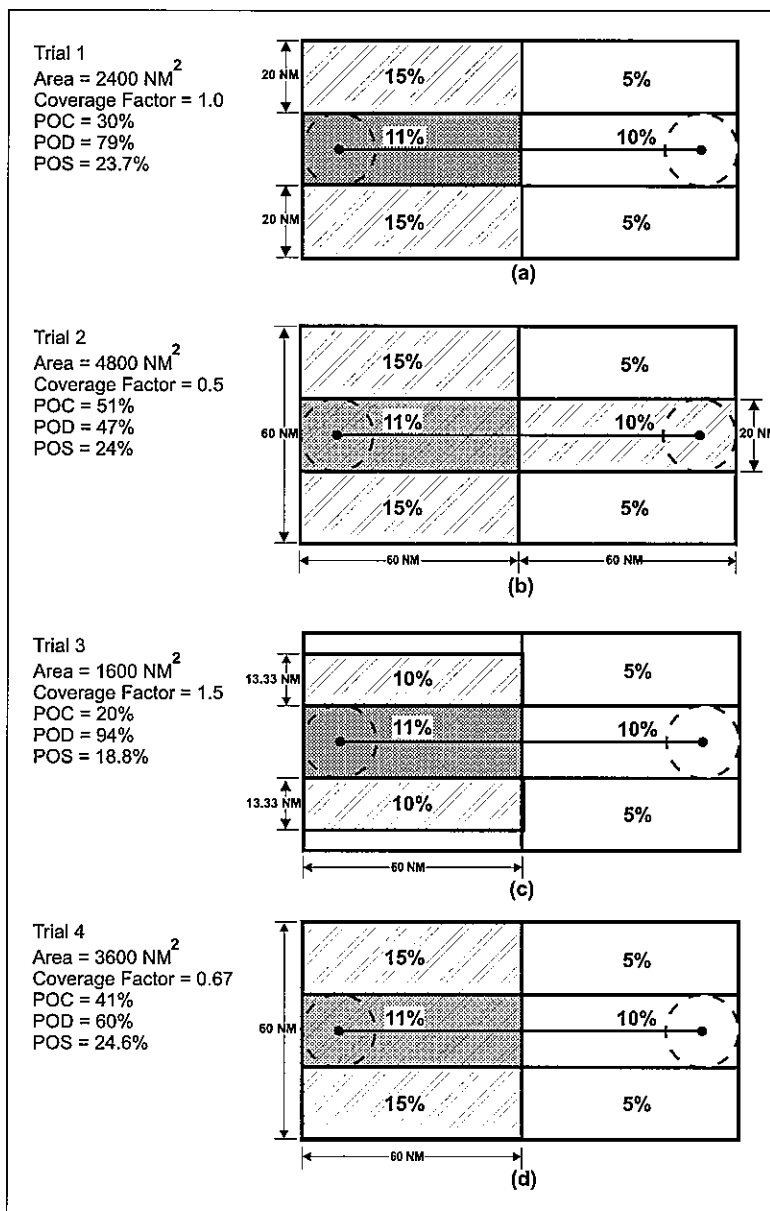 Trial 1
Area = 2400 NM²
Coverage Factor = 1.0
POC = 30%
POD = 79%
POS = 23.7%
20 NM
15%
5%
11%
10%
20 NM
15%
5%
(a)
Trial 2
Area = 4800 NM²
Coverage Factor = 0.5
POC = 51%
POD = 47%
POS = 24%
60 NM
15%
5%
11%
10%
20 NM
15%
5%
60 NM
60 NM
(b)
Trial 3
Area = 1600 NM²
Coverage Factor = 1.5
POC = 20%
POD = 94%
POS = 18.8%
13.33 NM
10%
5%
11%
10%
13.33 NM
10%
5%
60 NM
(c)
Trial 4
Area = 3600 NM²
Coverage Factor = 0.67
POC = 41%
POD = 60%
POS = 24.6%
60 NM
15%
5%
11%
10%
15%
5%
60 NM
(d)